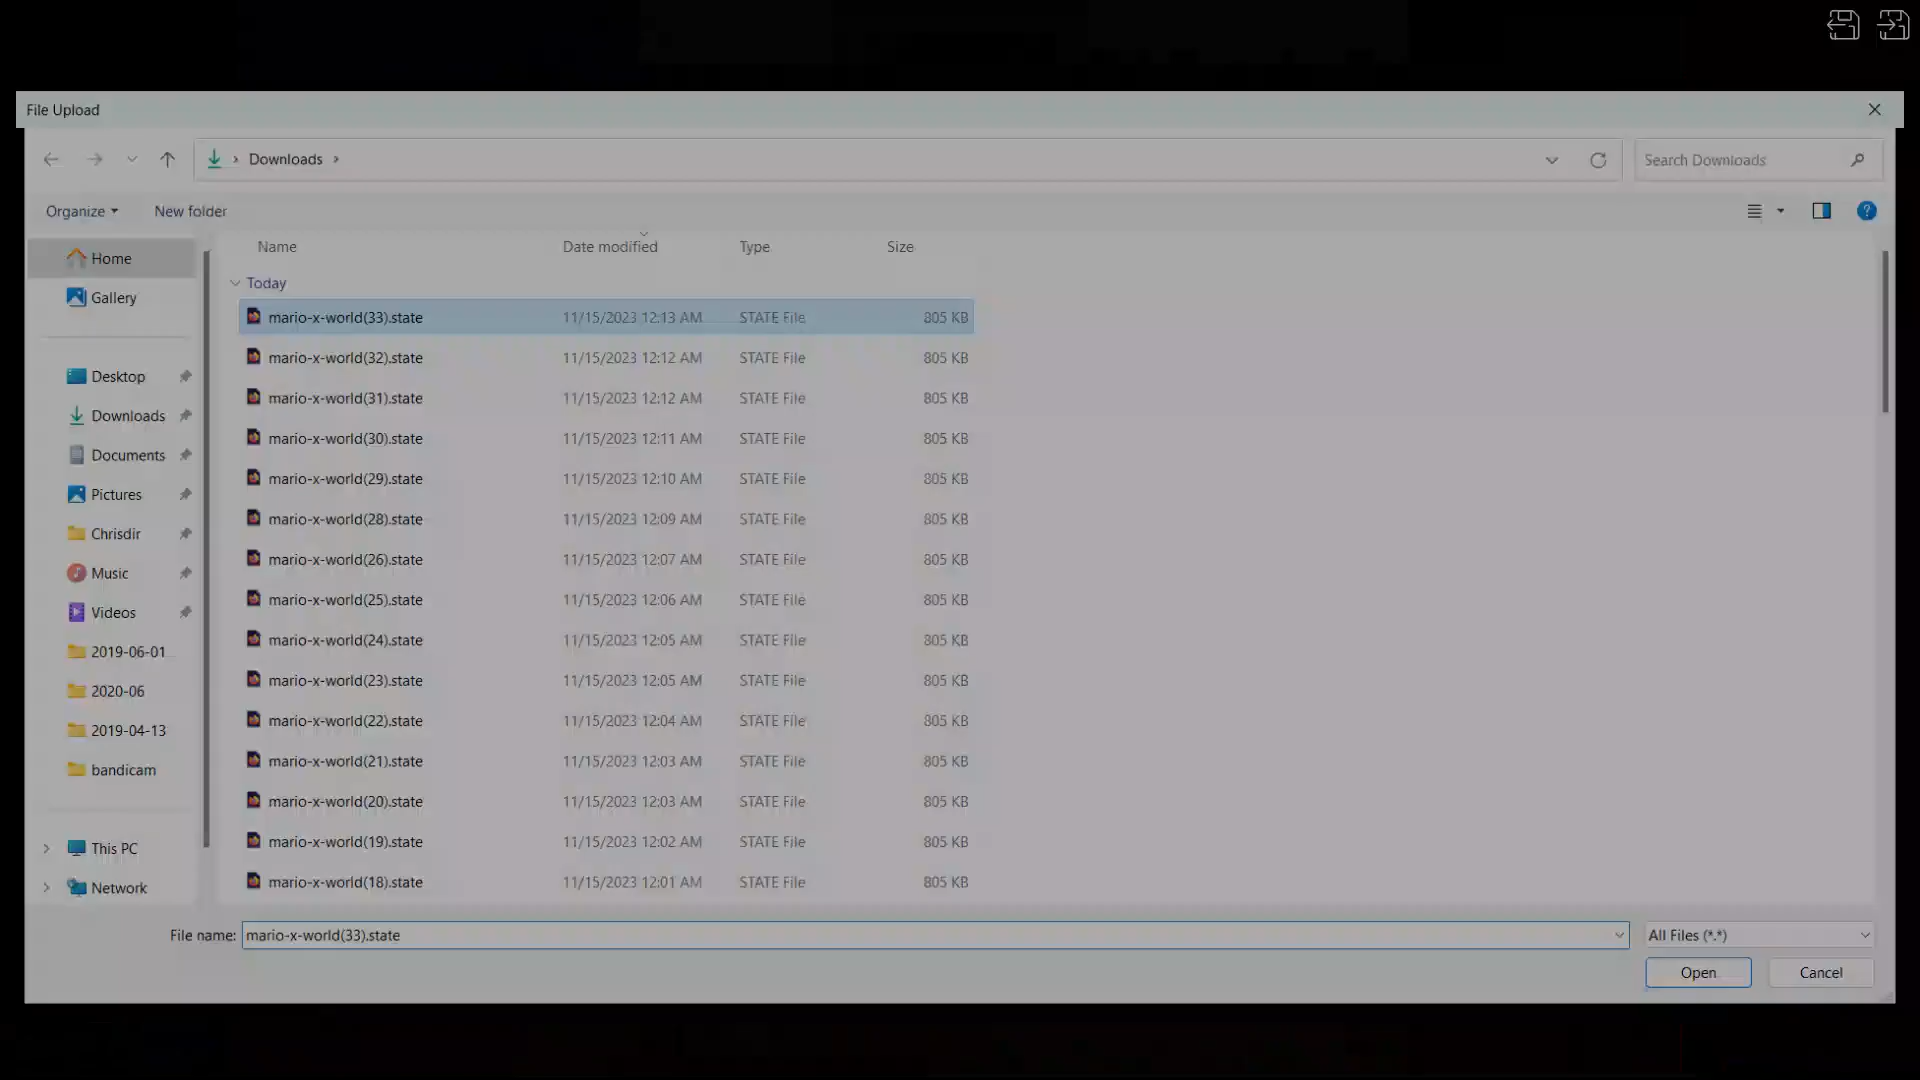 File Upload
Downloads
Search Downloads
Organize New folder
Name Date modified Type Size
Home
Gallery
Desktop
Downloads
Documents
Pictures
Chrisdir
Music
Videos
2019-06-01
2020-06
2019-04-13
bandicam
This PC
Network
Today
mario-x-world(33).state 11/15/2023 12:13 AM STATE File 805 KB
mario-x-world(32).state 11/15/2023 12:12 AM STATE File 805 KB
mario-x-world(31).state 11/15/2023 12:12 AM STATE File 805 KB
mario-x-world(30).state 11/15/2023 12:11 AM STATE File 805 KB
mario-x-world(29).state 11/15/2023 12:10 AM STATE File 805 KB
mario-x-world(28).state 11/15/2023 12:09 AM STATE File 805 KB
mario-x-world(26).state 11/15/2023 12:07 AM STATE File 805 KB
mario-x-world(25).state 11/15/2023 12:06 AM STATE File 805 KB
mario-x-world(24).state 11/15/2023 12:05 AM STATE File 805 KB
mario-x-world(23).state 11/15/2023 12:05 AM STATE File 805 KB
mario-x-world(22).state 11/15/2023 12:04 AM STATE File 805 KB
mario-x-world(21).state 11/15/2023 12:03 AM STATE File 805 KB
mario-x-world(20).state 11/15/2023 12:03 AM STATE File 805 KB
mario-x-world(19).state 11/15/2023 12:02 AM STATE File 805 KB
mario-x-world(18).state 11/15/2023 12:01 AM STATE File 805 KB
File name: mario-x-world(33).state All Files (*.*)
Open Cancel